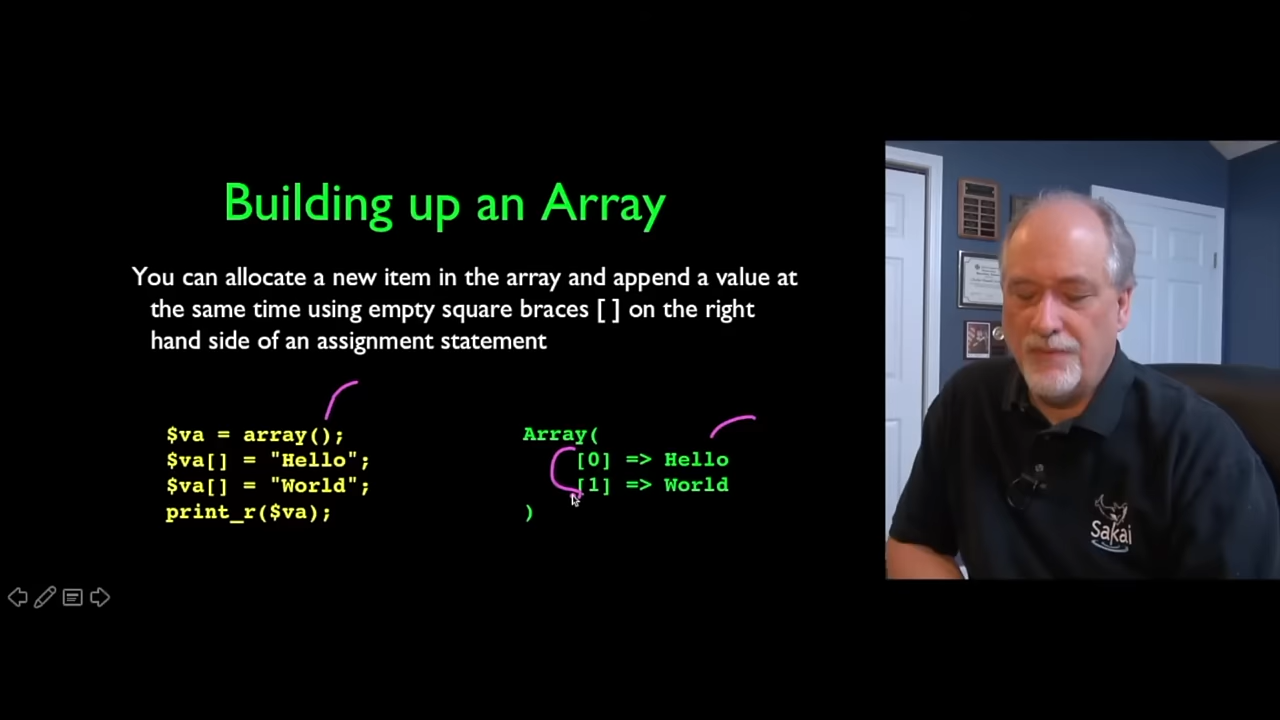 Building up an Array
You can allocate a new item in the array and append a value at
the same time using empty square braces [ ] on the right
hand side of an assignment statement
$va = array();
$va[] = "Hello";
$va[] = "World";
print_r($va);
Array(
[0] => Hello
[1] => World
)
Sakai